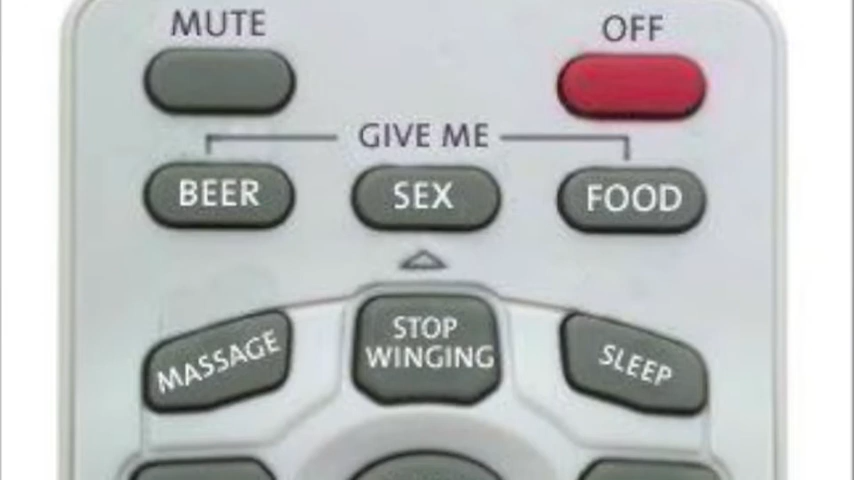 MUTE
OFF
GIVE ME
BEER
SEX
FOOD
MASSAGE
STOP
WINGING
SLEEP